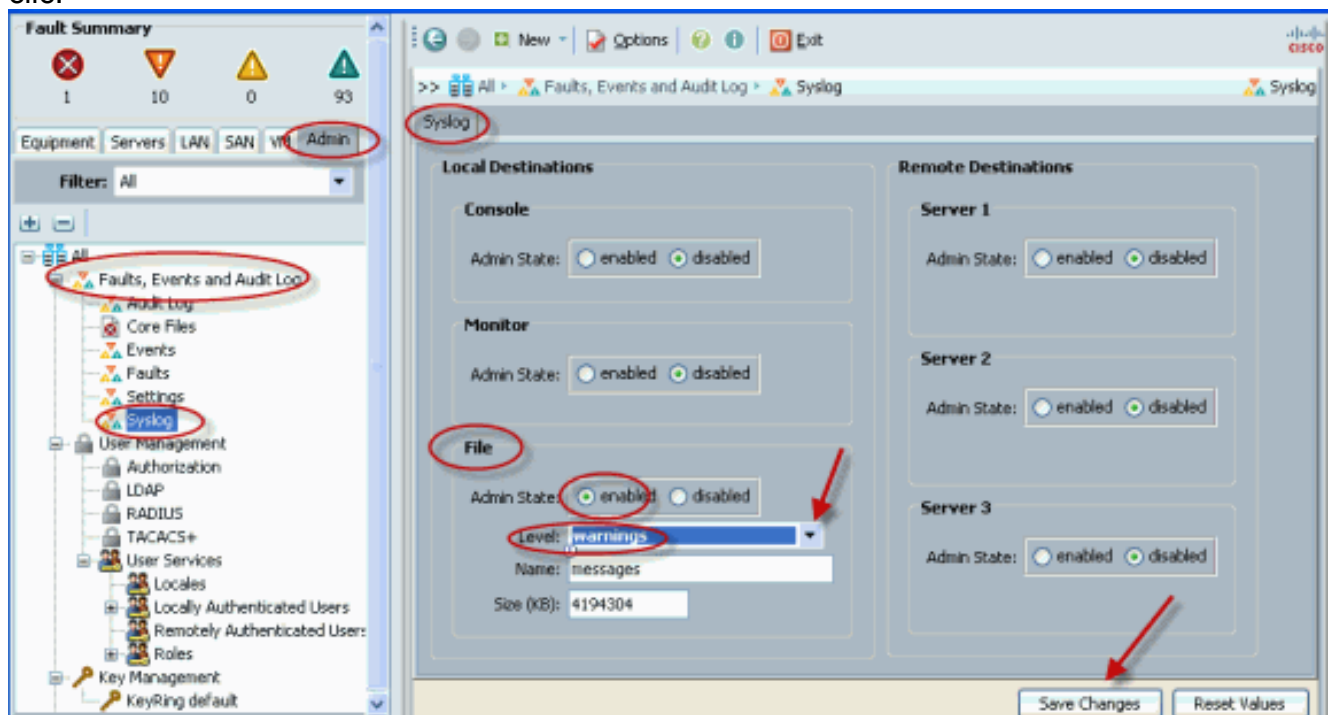 Fault Summary
1 10 0 93
Equipment Servers LAN SAN VM Admin
Filter: All
All
Faults, Events and Audit Log
Audit Log
Core Files
Events
Faults
Settings
Syslog
User Management
Authorization
LDAP
RADIUS
TACACS+
User Services
Locales
Locally Authenticated Users
Remotely Authenticated Users
Roles
Key Management
KeyRing default
New Options Exit
CISCO
>> All Faults, Events and Audit Log Syslog Syslog
Syslog
Local Destinations
Console
Admin State: enabled disabled
Monitor
Admin State: enabled disabled
File
Admin State: enabled disabled
Level: warnings
Name: messages
Size (KB): 4194304
Remote Destinations
Server 1
Admin State: enabled disabled
Server 2
Admin State: enabled disabled
Server 3
Admin State: enabled disabled
Save Changes Reset Values